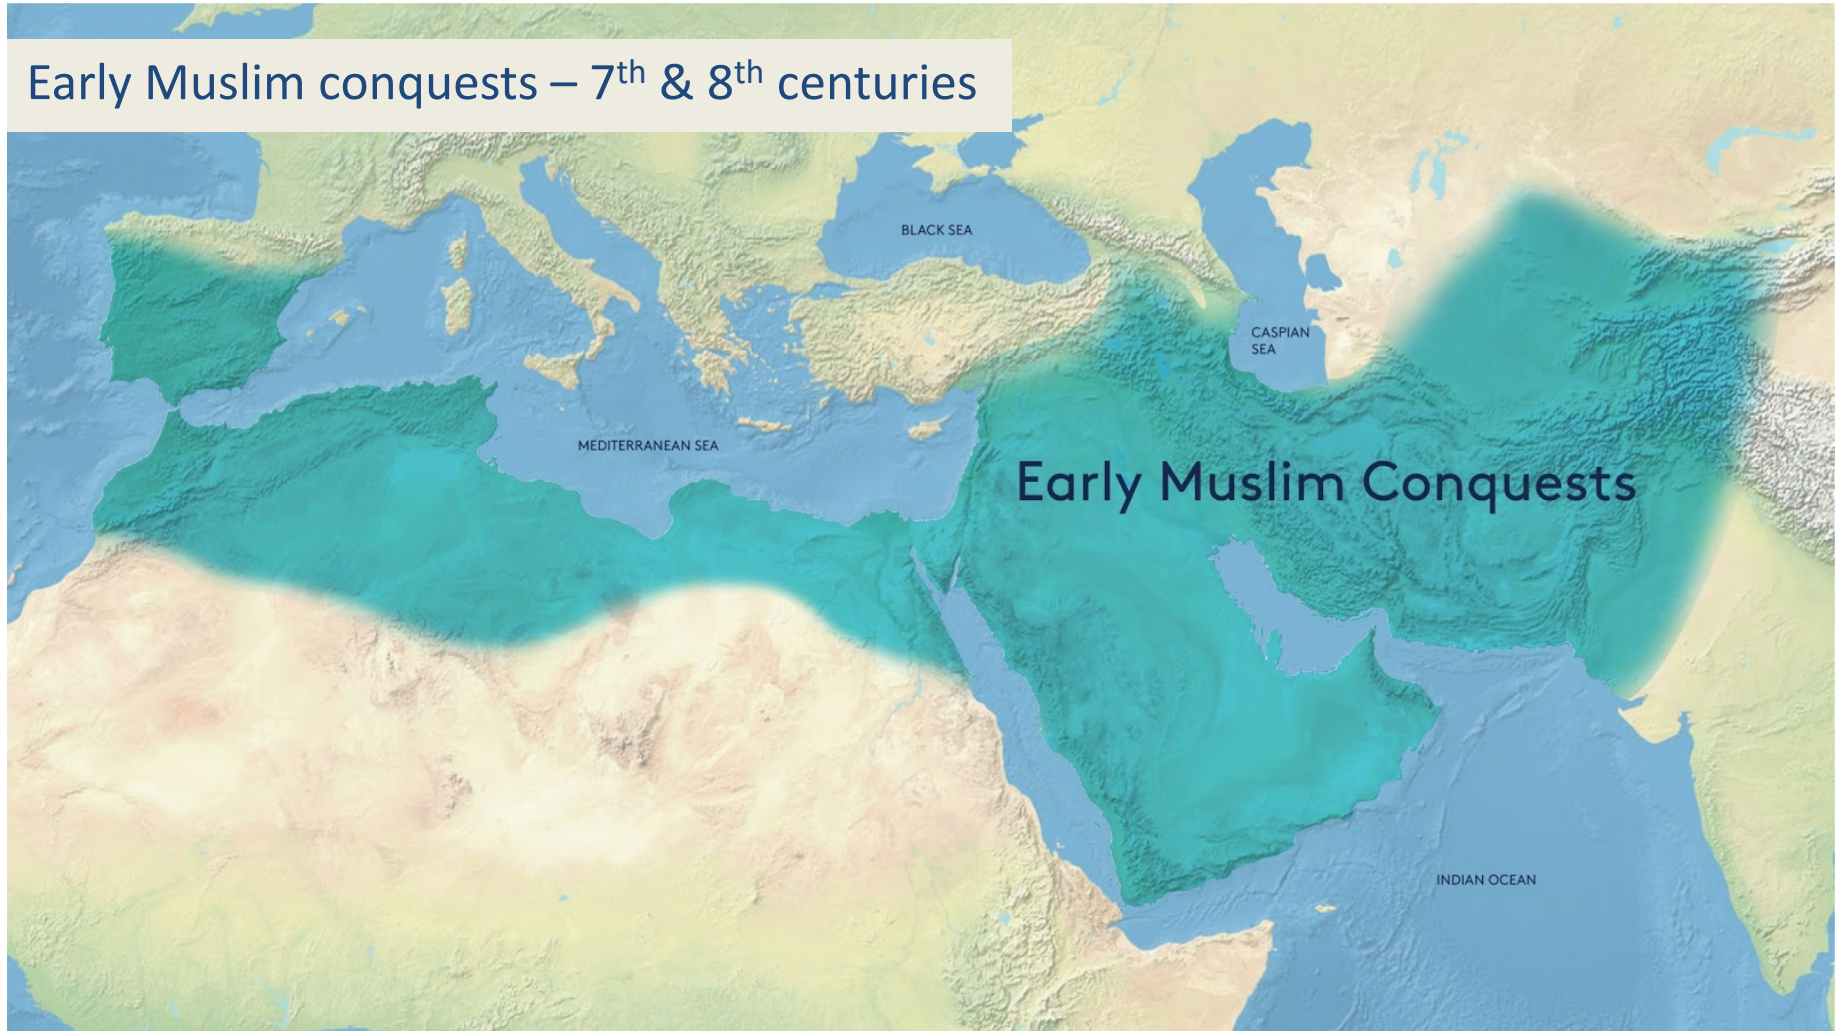 Early Muslim conquests – 7th & 8th centuries
BLACK SEA
CASPIAN
SEA
MEDITERRANEAN SEA
Early Muslim Conquests
INDIAN OCEAN